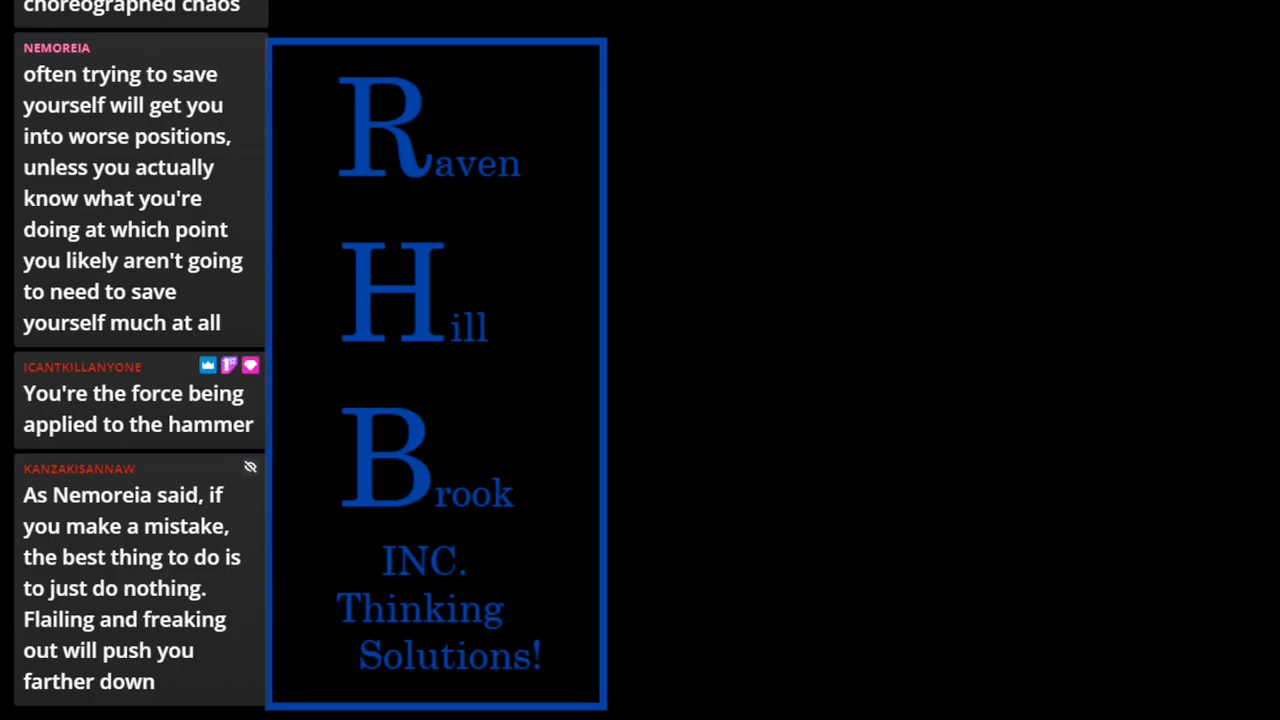 choreographed chaos
NEMOREIA
often trying to save
yourself will get you
into worse positions,
unless you actually
know what you're
doing at which point
you likely aren't going
to need to save
yourself much at all
ICANTKILLANYONE
You're the force being
applied to the hammer
KANZAKISANNAW
As Nemoreia said, if
you make a mistake,
the best thing to do is
to just do nothing.
Flailing and freaking
out will push you
farther down
Raven
Hill
Brook
INC.
Thinking
Solutions!